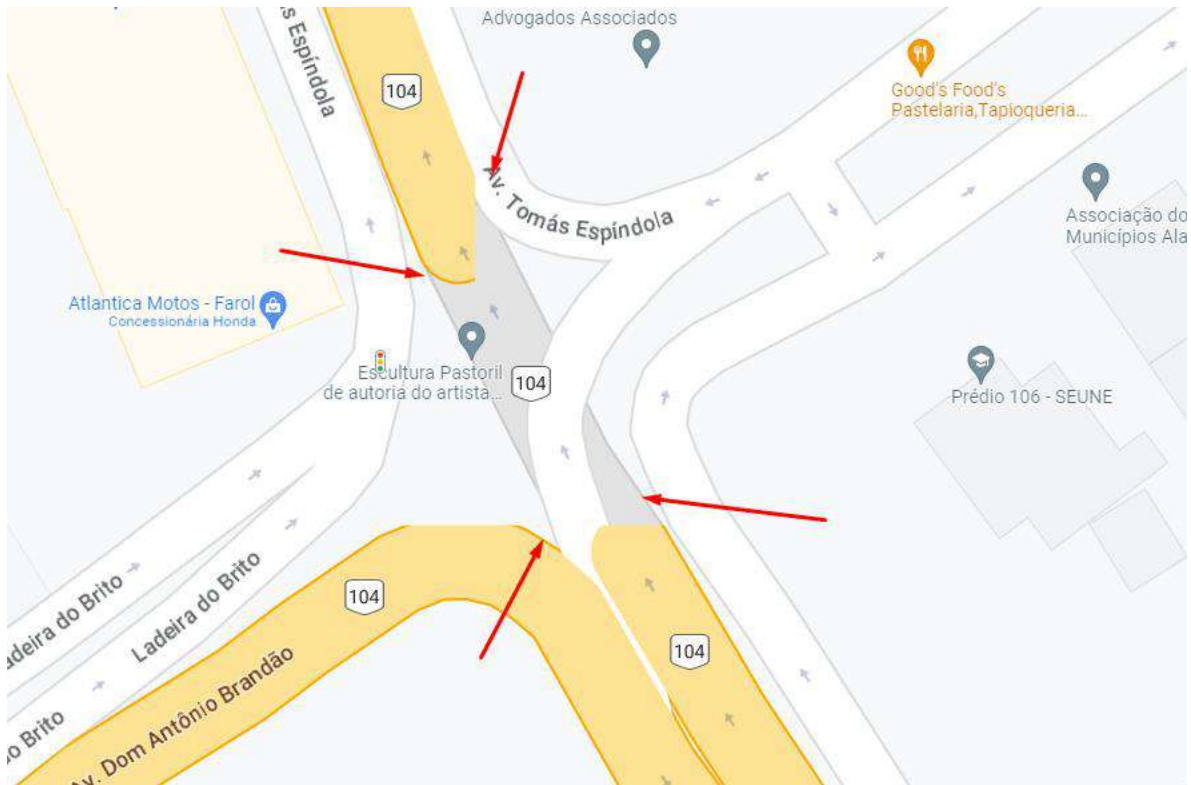 Advogados Associados
s Espíndola
104
Good's Food's
Pastelaria,Tapioqueria...
Av. Tomás Espíndola
Associação do
Municípios Ala
Atlantica Motos - Farol
Concessionária Honda
Escultura Pastoril
de autoria do artista...
104
Prédio 106 - SEUNE
adeira do Brito
Ladeira do Brito
104
104
o Brito
Av. Dom Antônio Brandão